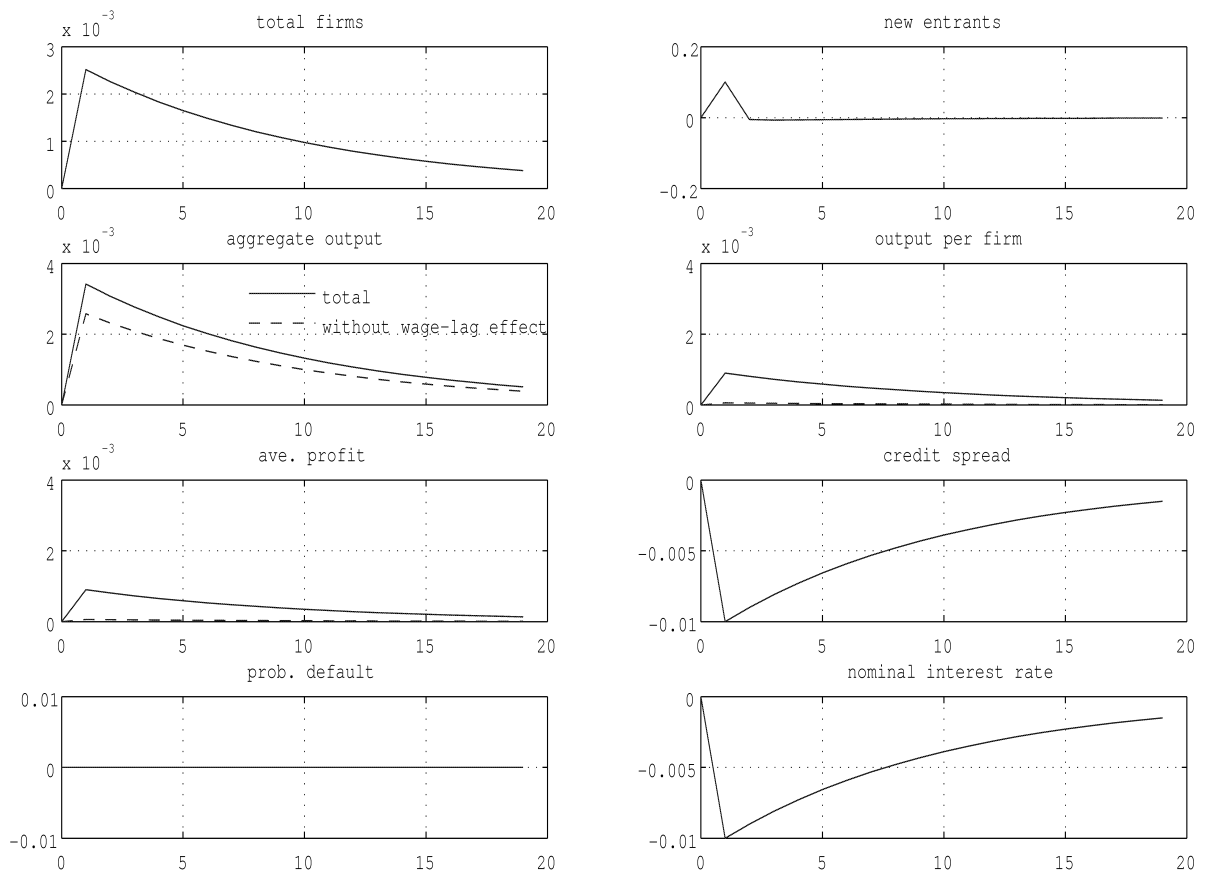 total firms
x 10⁻³
3
2
1
0
0 5 10 15 20
new entrants
0.2
0
−0.2
0 5 10 15 20
aggregate output
x 10⁻³
4
2
0
total
without wage-lag effect
0 5 10 15 20
output per firm
x 10⁻³
4
2
0
0 5 10 15 20
ave. profit
x 10⁻³
4
2
0
0 5 10 15 20
credit spread
0
−0.005
−0.01
0 5 10 15 20
prob. default
0.01
0
−0.01
0 5 10 15 20
nominal interest rate
0
−0.005
−0.01
0 5 10 15 20